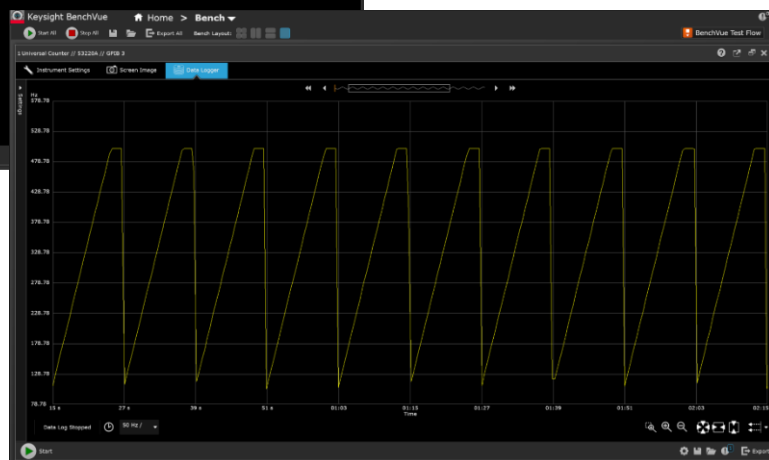 Keysight BenchVue Home > Bench
Start All Stop All Export All Bench Layout: BenchVue Test Flow
Universal Counter // 53220A // GPIB 3
Instrument Settings Screen Image Data Logger
Settings
Hz
578.78
528.78
478.78
428.78
378.78
328.78
278.78
228.78
178.78
128.78
78.78
15 s 27 s 39 s 51 s 01:03 01:15 01:27 01:39 01:51 02:03 02:15
Time
Data Log Stopped 50 Hz /
Start Export